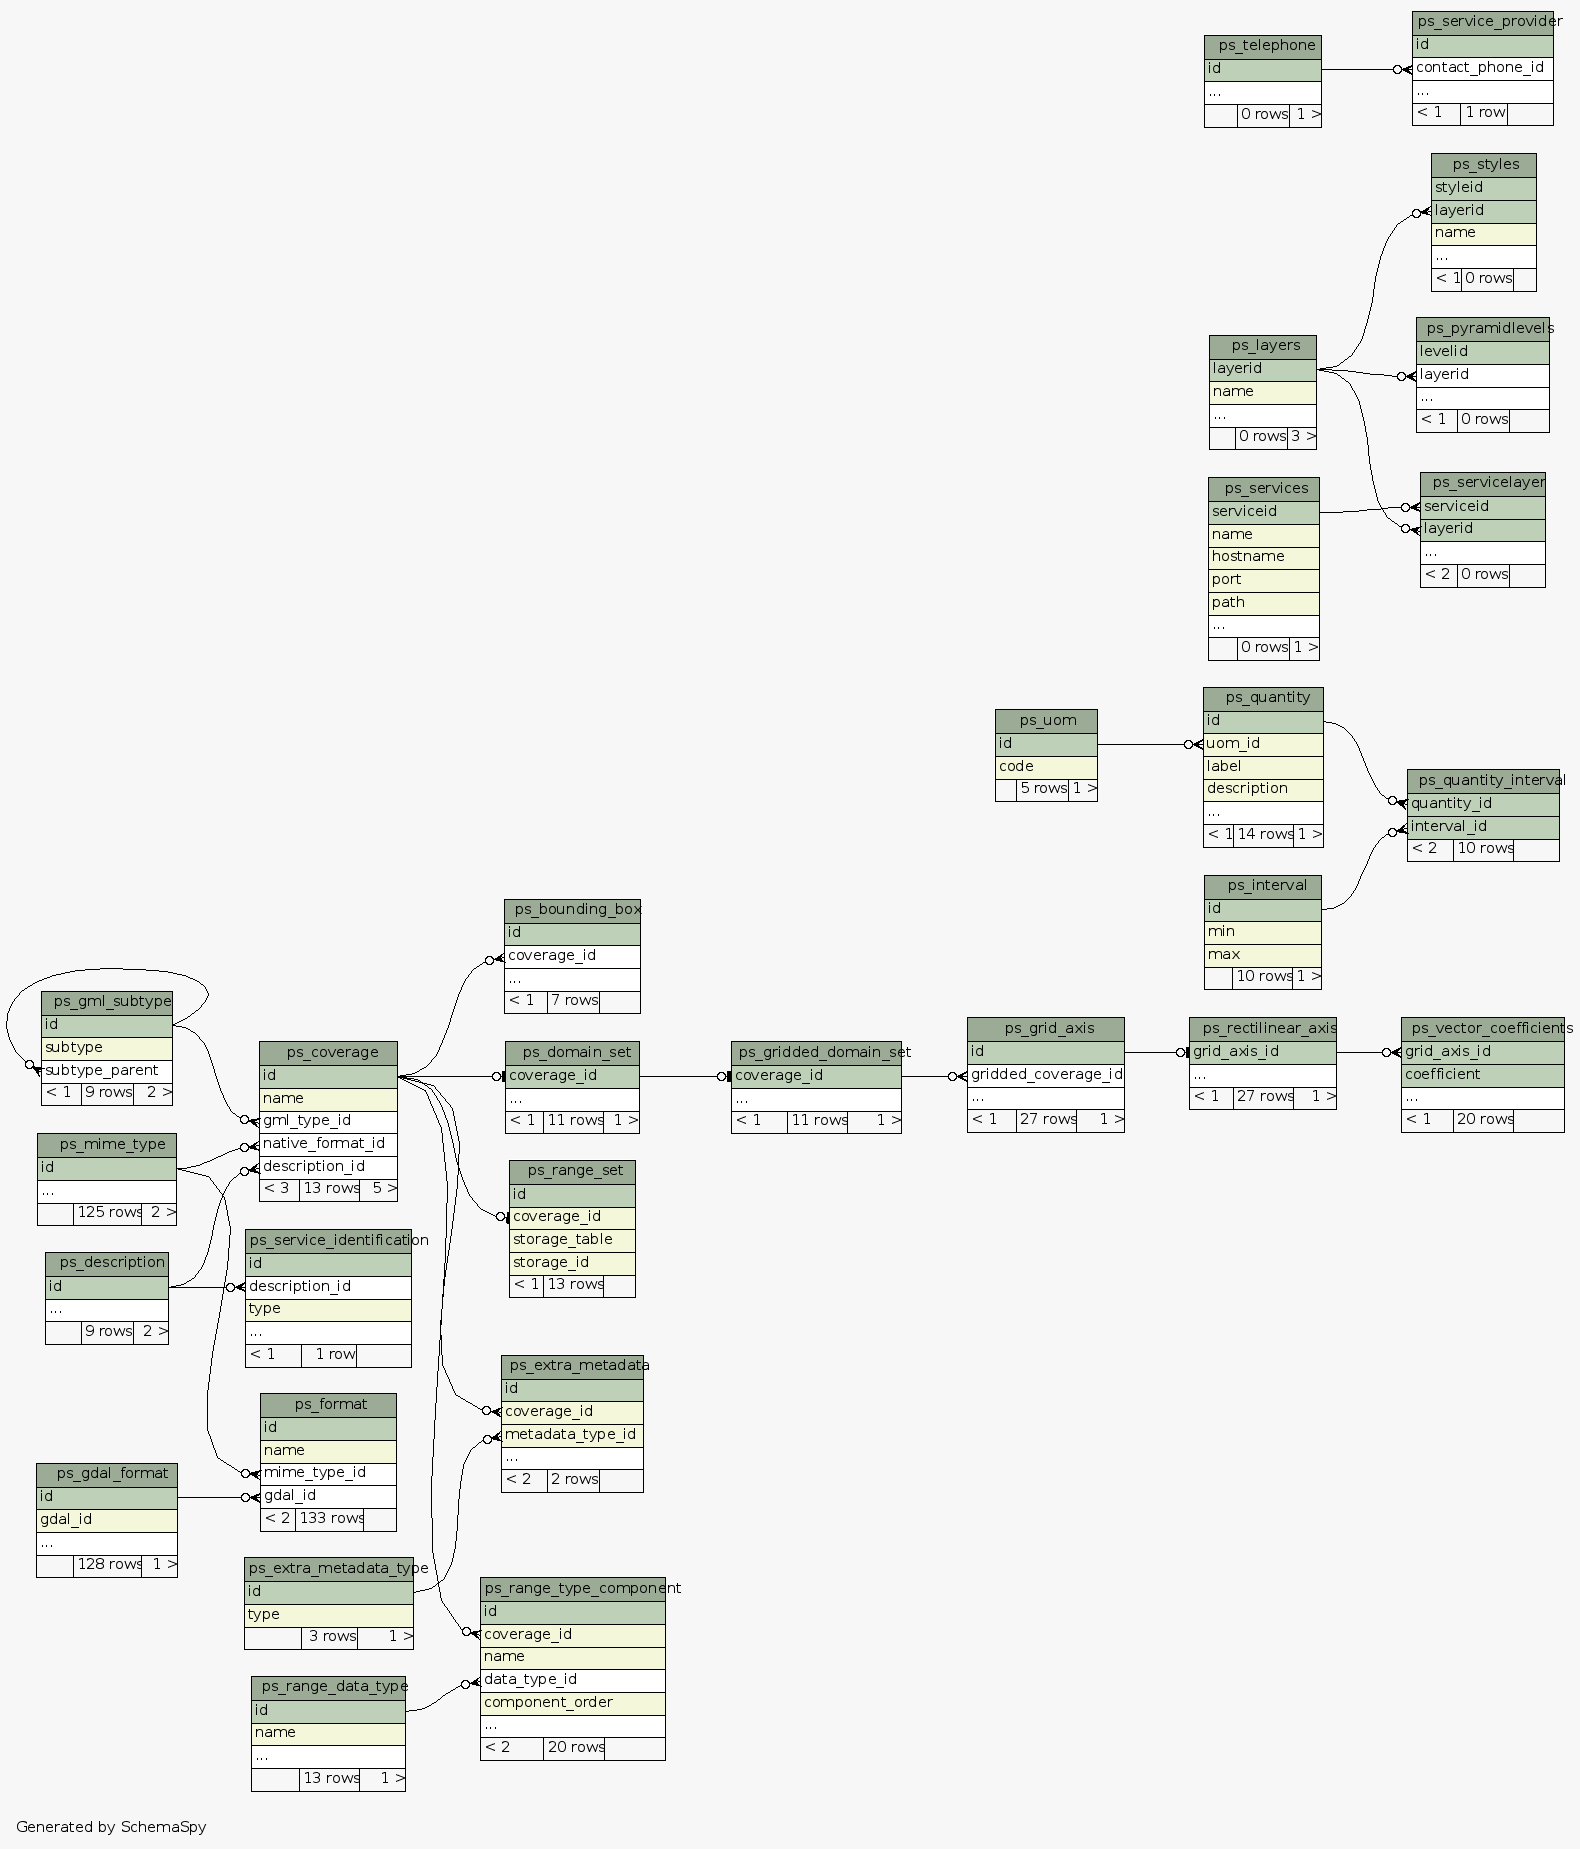 ps_service_provider
id
contact_phone_id
...
< 1 1 row
ps_telephone
id
...
0 rows 1 >
ps_styles
styleid
layerid
name
...
< 1 0 rows
ps_pyramidlevels
levelid
layerid
...
< 1 0 rows
ps_layers
layerid
name
...
0 rows 3 >
ps_servicelayer
serviceid
layerid
...
< 2 0 rows
ps_services
serviceid
name
hostname
port
path
...
0 rows 1 >
ps_quantity
id
uom_id
label
description
...
< 1 14 rows 1 >
ps_uom
id
code
5 rows 1 >
ps_quantity_interval
quantity_id
interval_id
< 2 10 rows
ps_interval
id
min
max
10 rows 1 >
ps_bounding_box
id
coverage_id
...
< 1 7 rows
ps_gml_subtype
id
subtype
subtype_parent
< 1 9 rows 2 >
ps_coverage
id
name
gml_type_id
native_format_id
description_id
< 3 13 rows 5 >
ps_domain_set
coverage_id
...
< 1 11 rows 1 >
ps_gridded_domain_set
coverage_id
...
< 1 11 rows 1 >
ps_grid_axis
id
gridded_coverage_id
...
< 1 27 rows 1 >
ps_rectilinear_axis
grid_axis_id
...
< 1 27 rows 1 >
ps_vector_coefficients
grid_axis_id
coefficient
...
< 1 20 rows
ps_mime_type
id
...
125 rows 2 >
ps_range_set
id
coverage_id
storage_table
storage_id
< 1 13 rows
ps_description
id
...
9 rows 2 >
ps_service_identification
id
description_id
type
...
< 1 1 row
ps_extra_metadata
id
coverage_id
metadata_type_id
...
< 2 2 rows
ps_format
id
name
mime_type_id
gdal_id
< 2 133 rows
ps_gdal_format
id
gdal_id
...
128 rows 1 >
ps_extra_metadata_type
id
type
3 rows 1 >
ps_range_type_component
id
coverage_id
name
data_type_id
component_order
...
< 2 20 rows
ps_range_data_type
id
name
...
13 rows 1 >
Generated by SchemaSpy